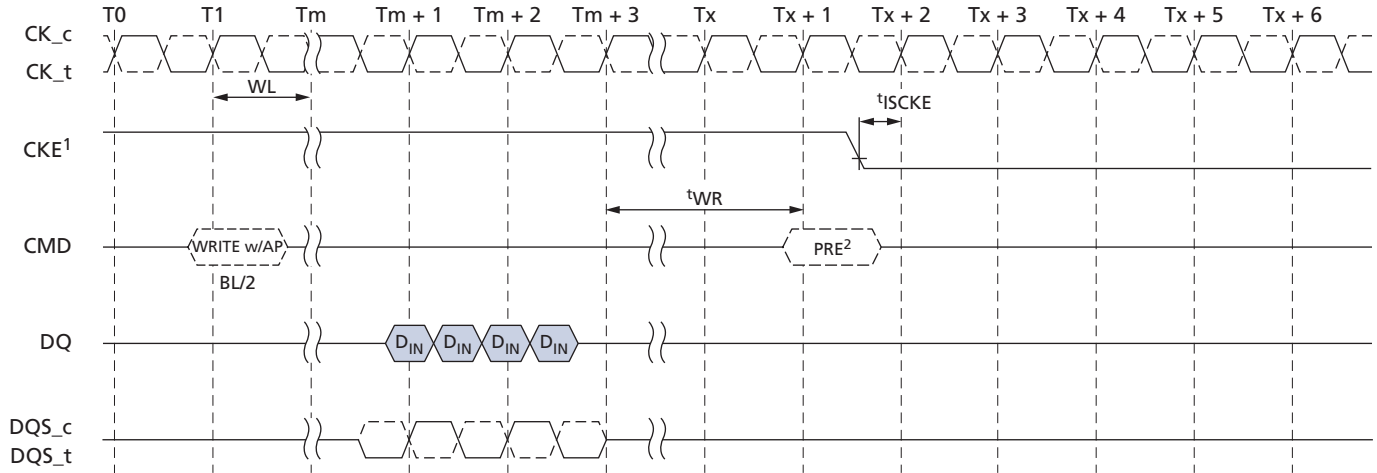 T0 T1 Tm Tm + 1 Tm + 2 Tm + 3 Tx Tx + 1 Tx + 2 Tx + 3 Tx + 4 Tx + 5 Tx + 6
CK_c
CK_t
WL
tISCKE
CKE1
tWR
CMD WRITE w/AP PRE2
BL/2
DQ DIN DIN DIN DIN
DQS_c
DQS_t